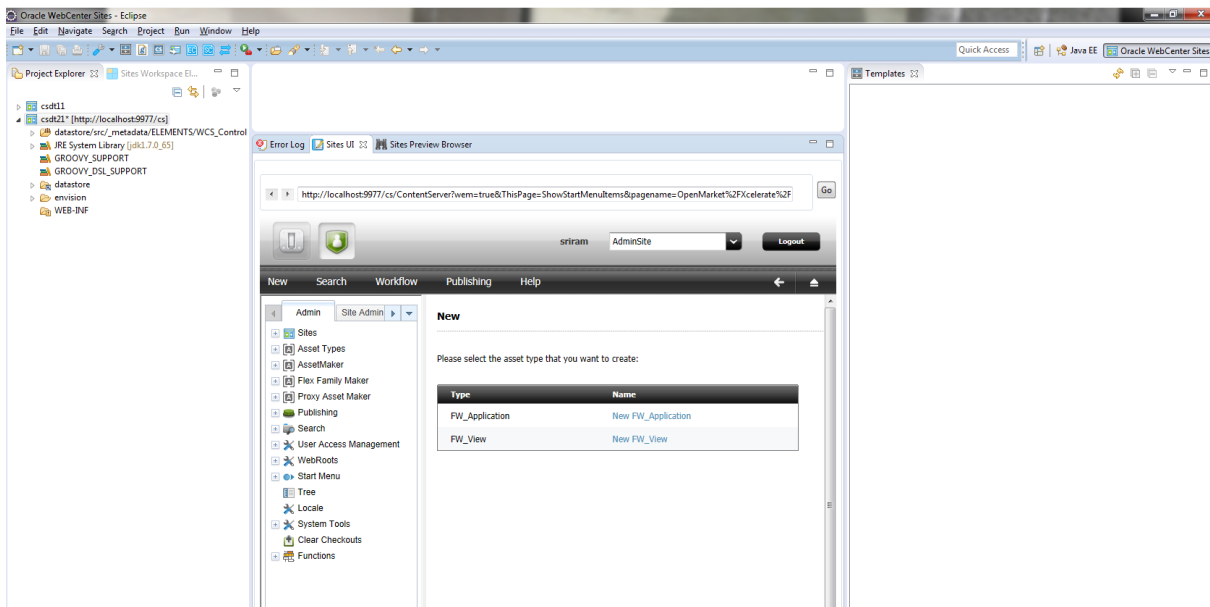 Oracle WebCenter Sites - Eclipse
File Edit Navigate Search Project Run Window Help
Quick Access Java EE Oracle WebCenter Sites
Project Explorer Sites Workspace El...
csdt11
csdt21* [http://localhost:9977/cs]
datastore/src/_metadata/ELEMENTS/WCS_Control
JRE System Library [jdk1.7.0_65]
GROOVY_SUPPORT
GROOVY_DSL_SUPPORT
datastore
envision
WEB-INF
Error Log Sites UI Sites Preview Browser
http://localhost:9977/cs/ContentServer?wem=true&ThisPage=ShowStartMenuItems&pagename=OpenMarket%2FXcelerate%2F Go
sriram AdminSite Logout
New Search Workflow Publishing Help
Admin Site Admin
Sites
Asset Types
AssetMaker
Flex Family Maker
Proxy Asset Maker
Publishing
Search
User Access Management
WebRoots
Start Menu
Tree
Locale
System Tools
Clear Checkouts
Functions
New
Please select the asset type that you want to create:
Type Name
FW_Application New FW_Application
FW_View New FW_View
Templates